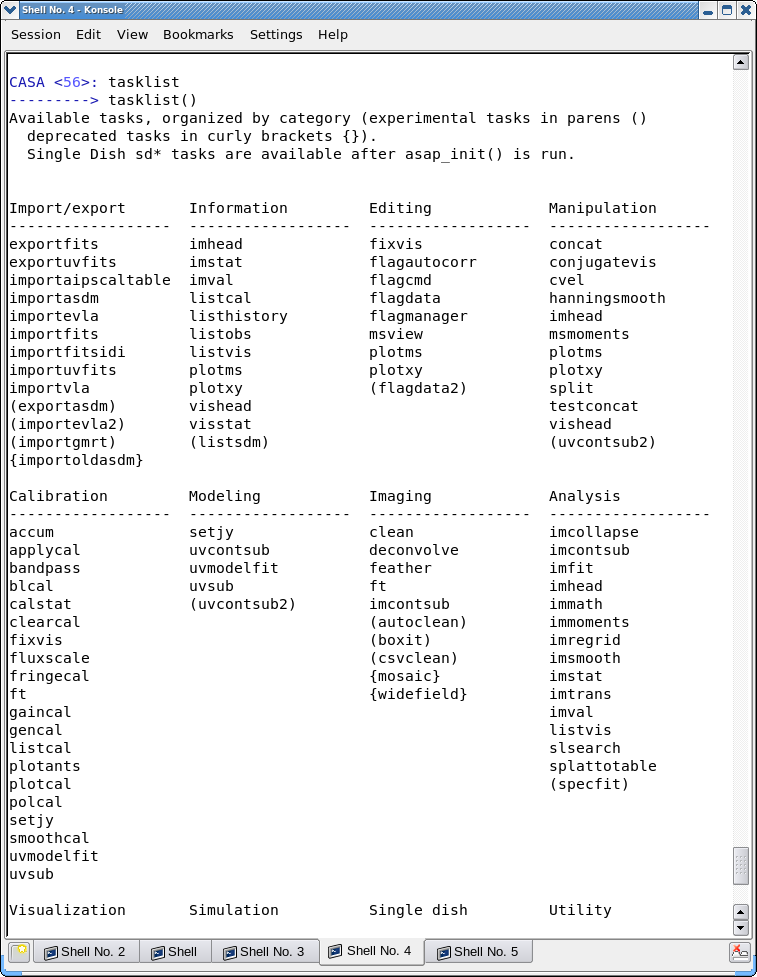 Shell No. 4 - Konsole
Session Edit View Bookmarks Settings Help
CASA <56>: tasklist
---------> tasklist()
Available tasks, organized by category (experimental tasks in parens ()
  deprecated tasks in curly brackets {}).
  Single Dish sd* tasks are available after asap_init() is run.
Import/export       Information         Editing             Manipulation
------------------  ------------------  ------------------  ------------------
exportfits          imhead              fixvis              concat
exportuvfits        imstat              flagautocorr        conjugatevis
importaipscaltable  imval               flagcmd             cvel
importasdm          listcal             flagdata            hanningsmooth
importevla          listhistory         flagmanager         imhead
importfits          listobs             msview              msmoments
importfitsidi       listvis             plotms              plotms
importuvfits        plotms              plotxy              plotxy
importvla           plotxy              (flagdata2)         split
(exportasdm)        vishead                                 testconcat
(importevla2)       visstat                                 vishead
(importgmrt)        (listsdm)                               (uvcontsub2)
{importoldasdm}
Calibration         Modeling            Imaging             Analysis
------------------  ------------------  ------------------  ------------------
accum               setjy               clean               imcollapse
applycal            uvcontsub           deconvolve          imcontsub
bandpass            uvmodelfit          feather             imfit
blcal               uvsub               ft                  imhead
calstat             (uvcontsub2)        imcontsub           immath
clearcal                                (autoclean)         immoments
fixvis                                  (boxit)             imregrid
fluxscale                               (csvclean)          imsmooth
fringecal                               {mosaic}            imstat
ft                                      {widefield}         imtrans
gaincal                                                     imval
gencal                                                      listvis
listcal                                                     slsearch
plotants                                                    splattotable
plotcal                                                     (specfit)
polcal
setjy
smoothcal
uvmodelfit
uvsub
Visualization       Simulation          Single dish         Utility
Shell No. 2 Shell Shell No. 3 Shell No. 4 Shell No. 5